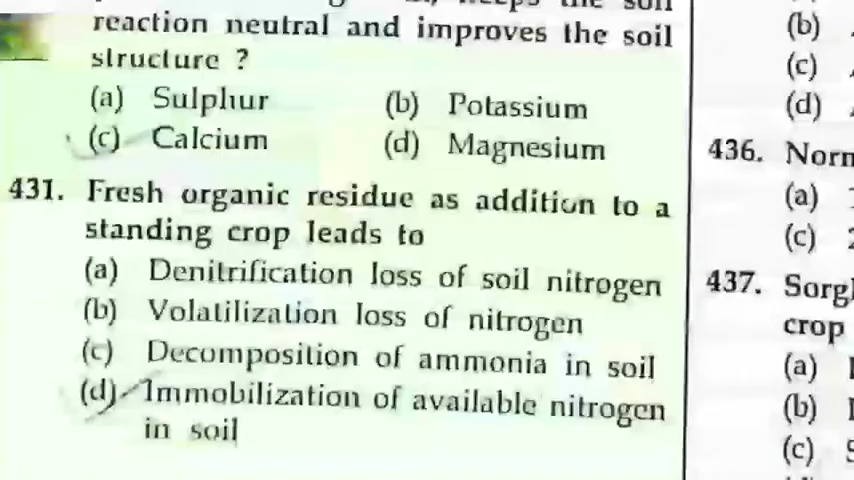 reaction neutral and improves the soil
structure ?
(a) Sulphur (b) Potassium
(c) Calcium (d) Magnesium
431. Fresh organic residue as addition to a
standing crop leads to
(a) Denitrification loss of soil nitrogen
(b) Volatilization loss of nitrogen
(c) Decomposition of ammonia in soil
(d) Immobilization of available nitrogen
in soil
(b)
(c)
(d)
436.
(a)
(c)
437.
crop
(a)
(b)
(c)